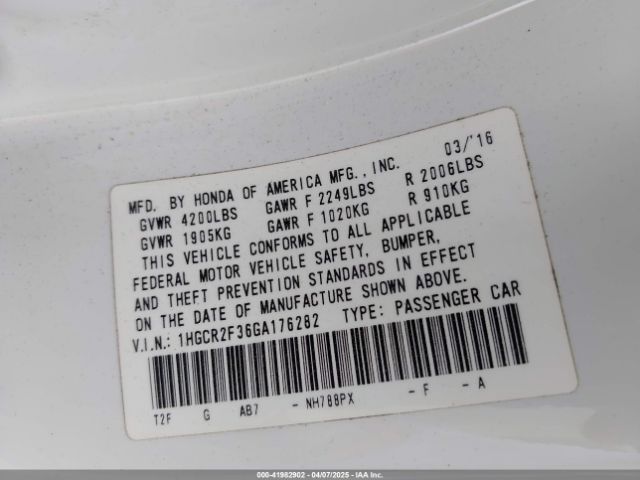 MFD. BY HONDA OF AMERICA MFG.,INC. 03/'16
GVWR 4200LBS GAWR F 2249LBS R 2006LBS
GVWR 1905KG GAWR F 1020KG R 910KG
THIS VEHICLE CONFORMS TO ALL APPLICABLE
FEDERAL MOTOR VEHICLE SAFETY, BUMPER,
AND THEFT PREVENTION STANDARDS IN EFFECT
ON THE DATE OF MANUFACTURE SHOWN ABOVE.
V.I.N.: 1HGCR2F36GA176282 TYPE: PASSENGER CAR
T2F G AB7 - NH788PX - F - A
000-41982902 - 04/07/2025 - IAA Inc.